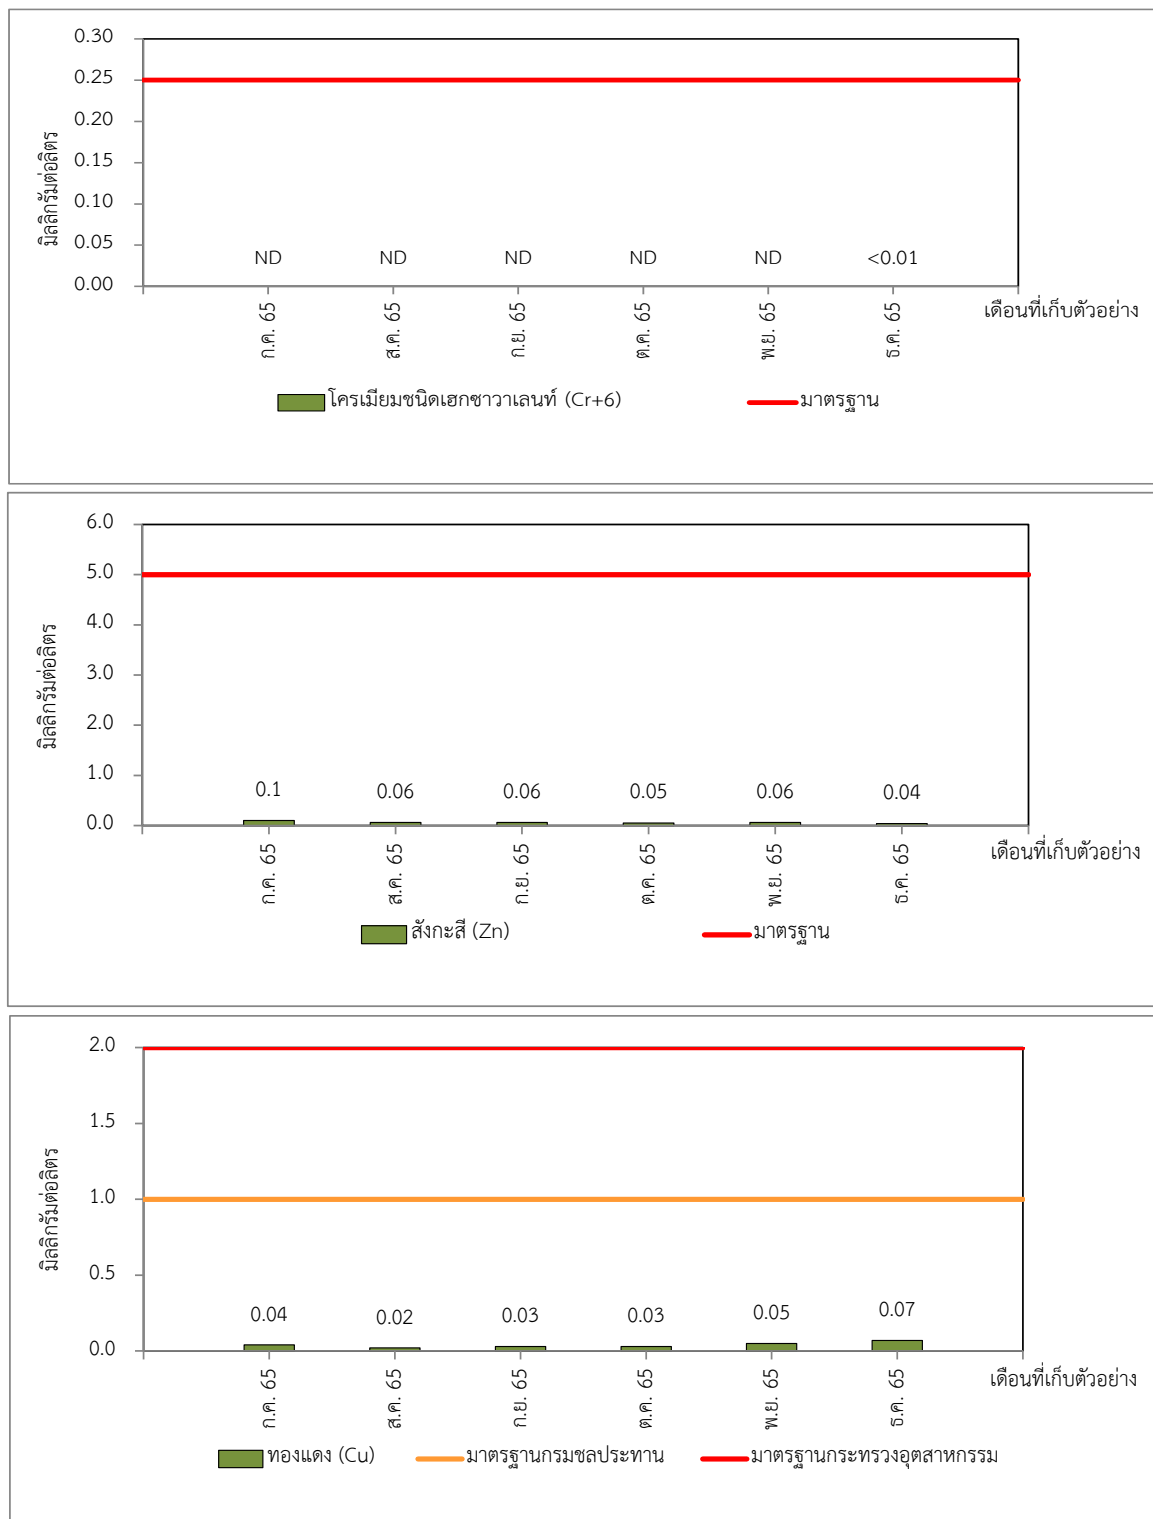 0.30
0.25
0.20
0.15
0.10
0.05
0.00
มิลลิกรัมต่อลิตร
ND ND ND ND ND <0.01
ก.ค. 65 ส.ค. 65 ก.ย. 65 ต.ค. 65 พ.ย. 65 ธ.ค. 65
เดือนที่เก็บตัวอย่าง
โครเมียมชนิดเฮกซาวาเลนท์ (Cr+6) มาตรฐาน
6.0
5.0
4.0
3.0
2.0
1.0
0.0
มิลลิกรัมต่อลิตร
0.1 0.06 0.06 0.05 0.06 0.04
ก.ค. 65 ส.ค. 65 ก.ย. 65 ต.ค. 65 พ.ย. 65 ธ.ค. 65
เดือนที่เก็บตัวอย่าง
สังกะสี (Zn) มาตรฐาน
2.0
1.5
1.0
0.5
0.0
มิลลิกรัมต่อลิตร
0.04 0.02 0.03 0.03 0.05 0.07
ก.ค. 65 ส.ค. 65 ก.ย. 65 ต.ค. 65 พ.ย. 65 ธ.ค. 65
เดือนที่เก็บตัวอย่าง
ทองแดง (Cu) มาตรฐานกรมชลประทาน มาตรฐานกระทรวงอุตสาหกรรม